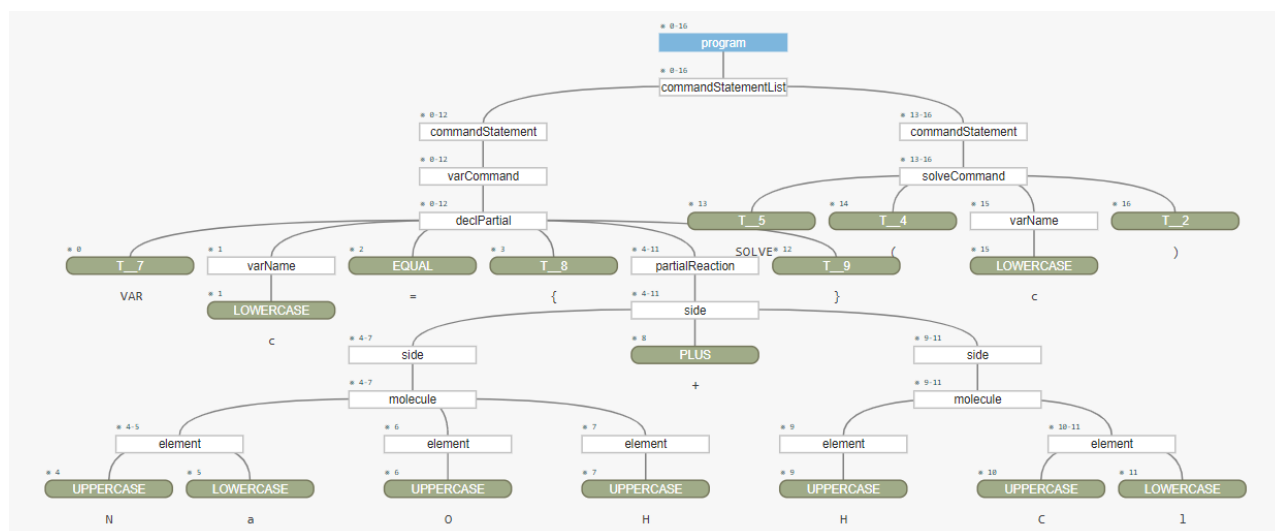 * 0-16
program
* 0-16
commandStatementList
* 0-12 * 13-16
commandStatement commandStatement
* 0-12 * 13-16
varCommand solveCommand
* 0-12 * 13 * 14 * 15 * 16
declPartial T__5 T__4 varName T__2
* 0 * 1 * 2 * 3 * 4-11 SOLVE * 12 ( * 15 )
T__7 varName EQUAL T__8 partialReaction T__9 LOWERCASE
VAR * 1 = { * 4-11 } c
LOWERCASE side
c * 4-7 * 8 * 9-11
side PLUS side
* 4-7 + * 9-11
molecule molecule
* 4-5 * 6 * 7 * 9 * 10-11
element element element element element
* 4 * 5 * 6 * 7 * 9 * 10 * 11
UPPERCASE LOWERCASE UPPERCASE UPPERCASE UPPERCASE UPPERCASE LOWERCASE
N a O H H C l